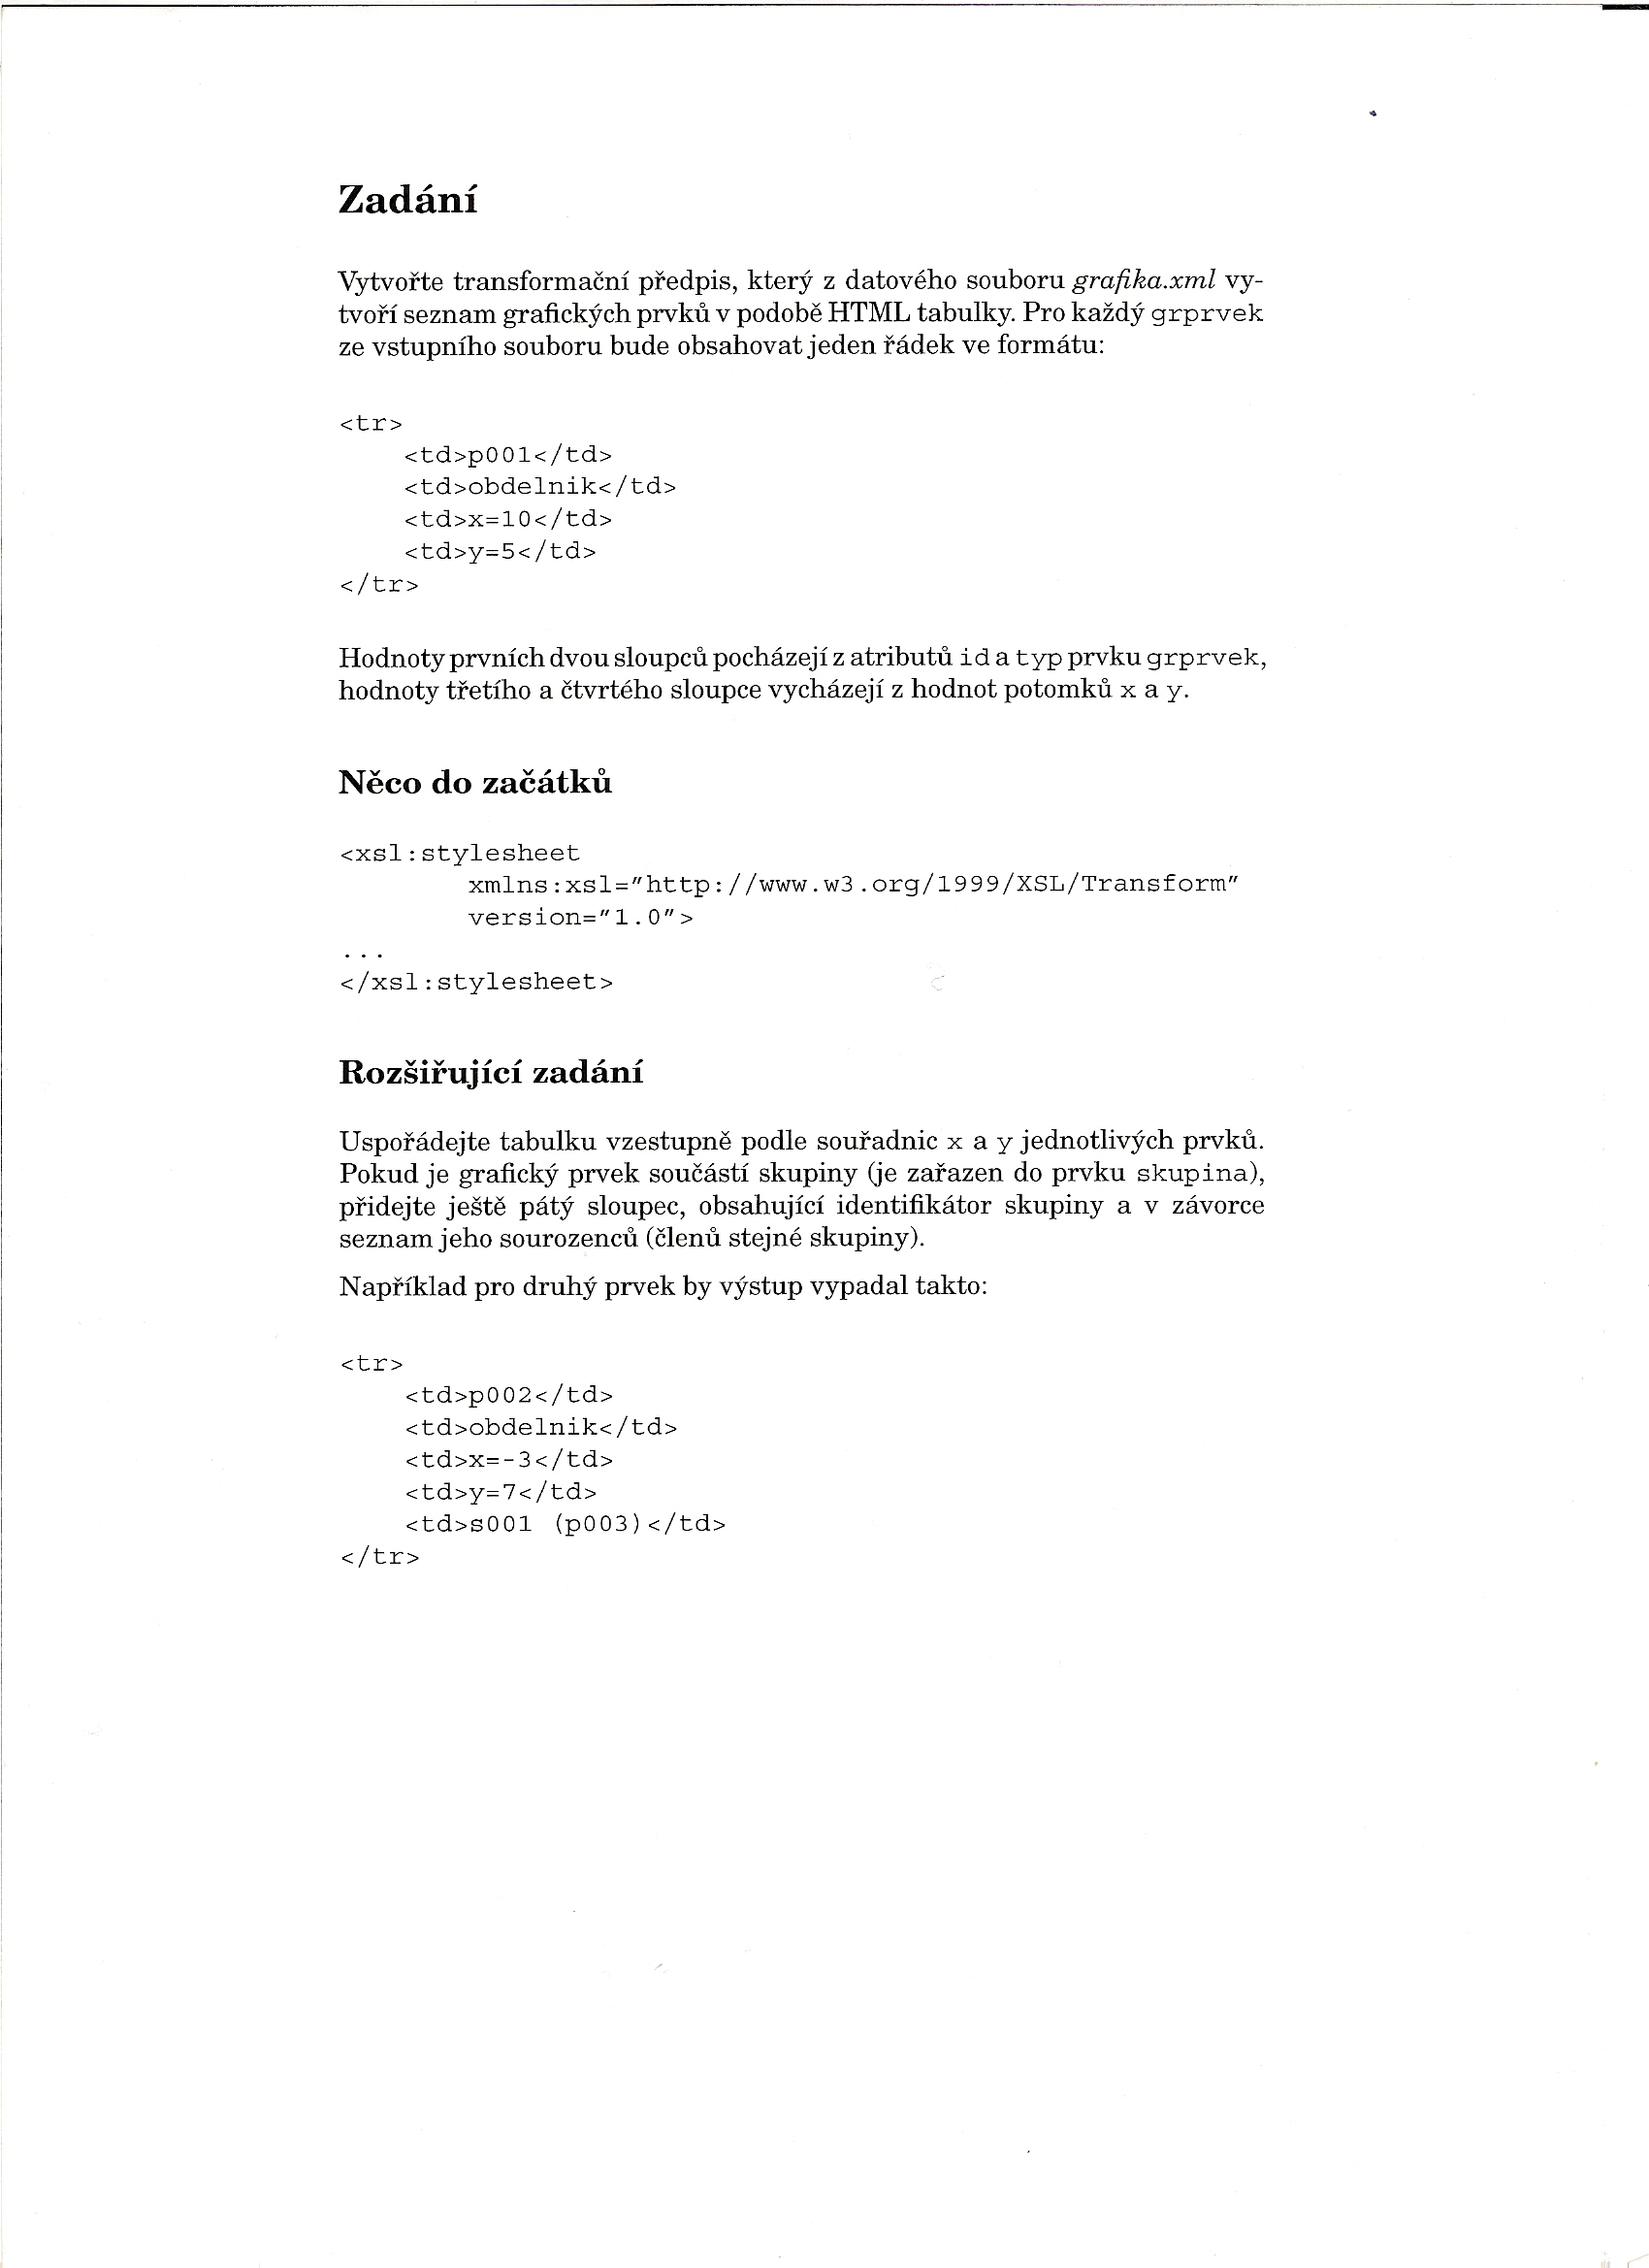 Zadání
Vytvořte transformační předpis, který z datového souboru grafika.xml vy-
tvoří seznam grafických prvků v podobě HTML tabulky. Pro každý grprvek
ze vstupního souboru bude obsahovat jeden řádek ve formátu:
<tr>
<td>p001</td>
<td>obdelnik</td>
<td>x=10</td>
<td>y=5</td>
</tr>
Hodnoty prvních dvou sloupců pocházejí z atributů id a typ prvku grprvek,
hodnoty třetího a čtvrtého sloupce vycházejí z hodnot potomků x a y.
Něco do začátků
<xsl:stylesheet
xmlns:xsl="http://www.w3.org/1999/XSL/Transform"
version="1.0">
...
</xsl:stylesheet>
Rozšiřující zadání
Uspořádejte tabulku vzestupně podle souřadnic x a y jednotlivých prvků.
Pokud je grafický prvek součástí skupiny (je zařazen do prvku skupina),
přidejte ještě pátý sloupec, obsahující identifikátor skupiny a v závorce
seznam jeho sourozenců (členů stejné skupiny).
Například pro druhý prvek by výstup vypadal takto:
<tr>
<td>p002</td>
<td>obdelnik</td>
<td>x=-3</td>
<td>y=7</td>
<td>s001 (p003)</td>
</tr>